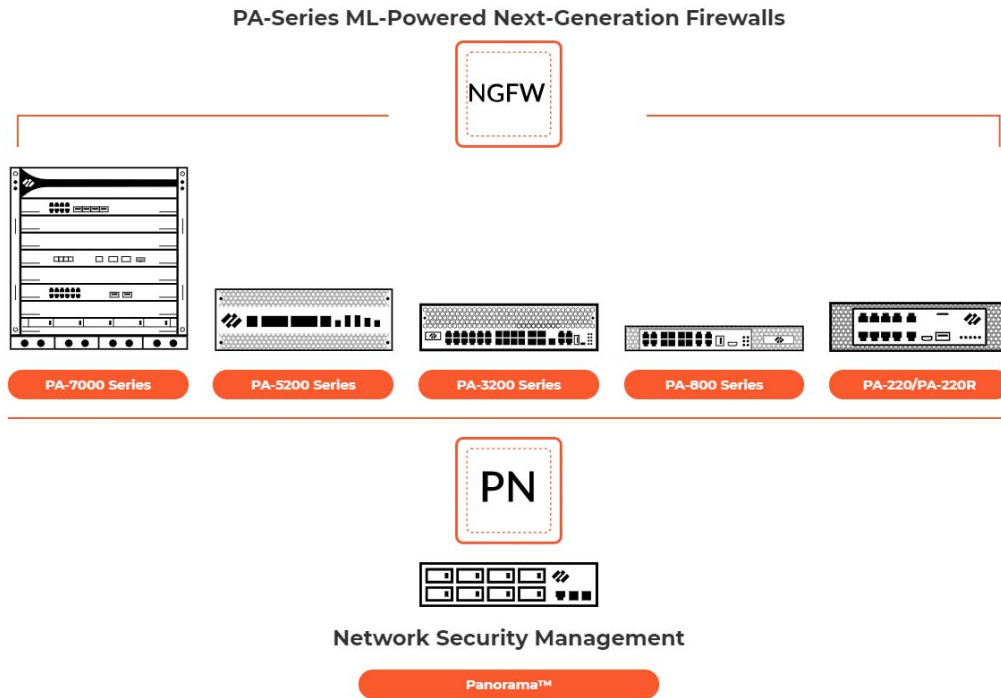 PA-Series ML-Powered Next-Generation Firewalls
NGFW
PA-7000 Series
PA-5200 Series
PA-3200 Series
PA-800 Series
PA-220/PA-220R
PN
Network Security Management
Panorama™